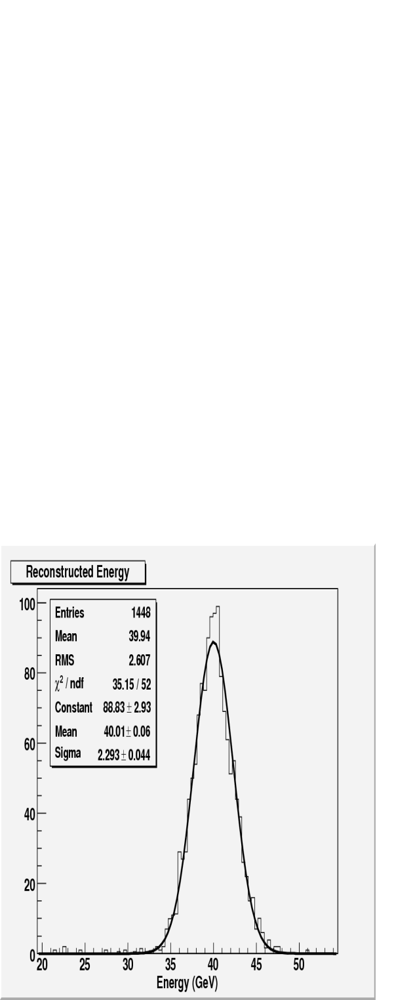 Reconstructed Energy
Entries 1448
Mean 39.94
RMS 2.607
χ² / ndf 35.15 / 52
Constant 88.83 ± 2.93
Mean 40.01 ± 0.06
Sigma 2.293 ± 0.044
100
80
60
40
20
0
20 25 30 35 40 45 50
Energy (GeV)